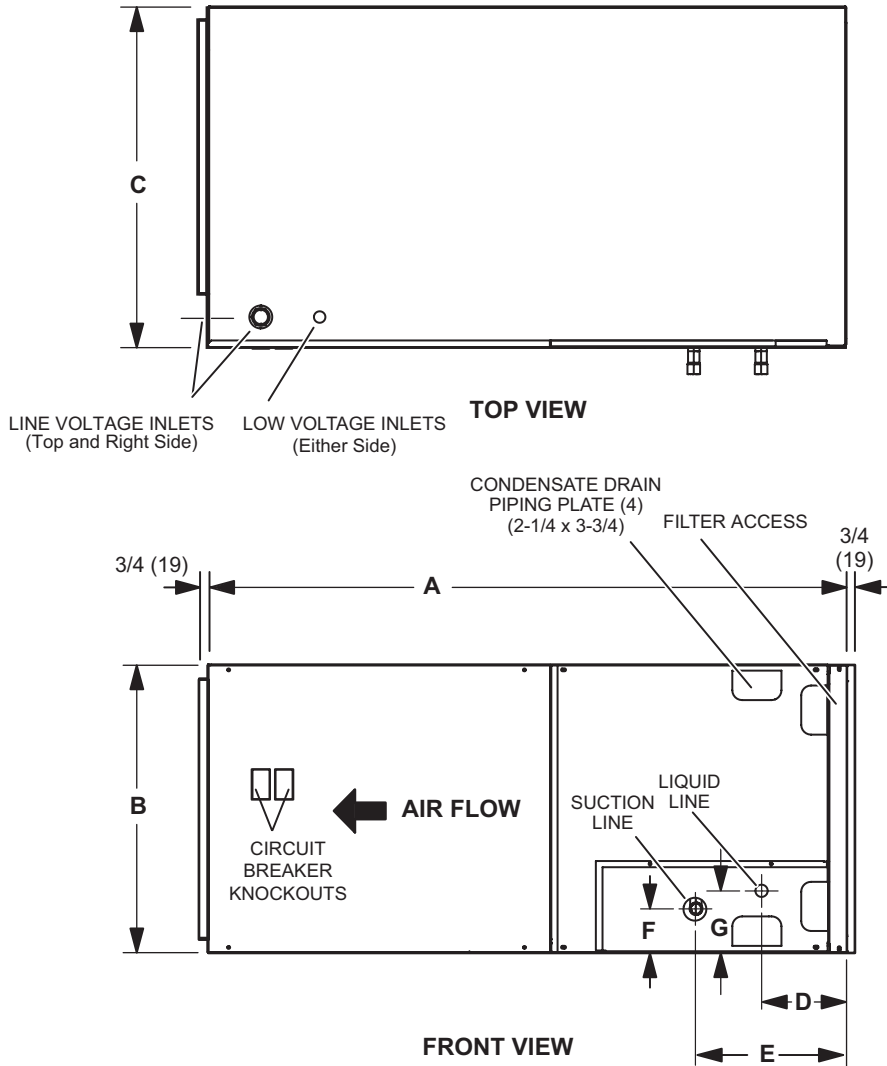 C
LINE VOLTAGE INLETS
(Top and Right Side)
LOW VOLTAGE INLETS
(Either Side)
TOP VIEW
CONDENSATE DRAIN
PIPING PLATE (4)
(2-1/4 x 3-3/4)
FILTER ACCESS
3/4 (19)
A
3/4
(19)
B
AIR FLOW
CIRCUIT
BREAKER
KNOCKOUTS
SUCTION
LINE
LIQUID
LINE
F
G
D
E
FRONT VIEW